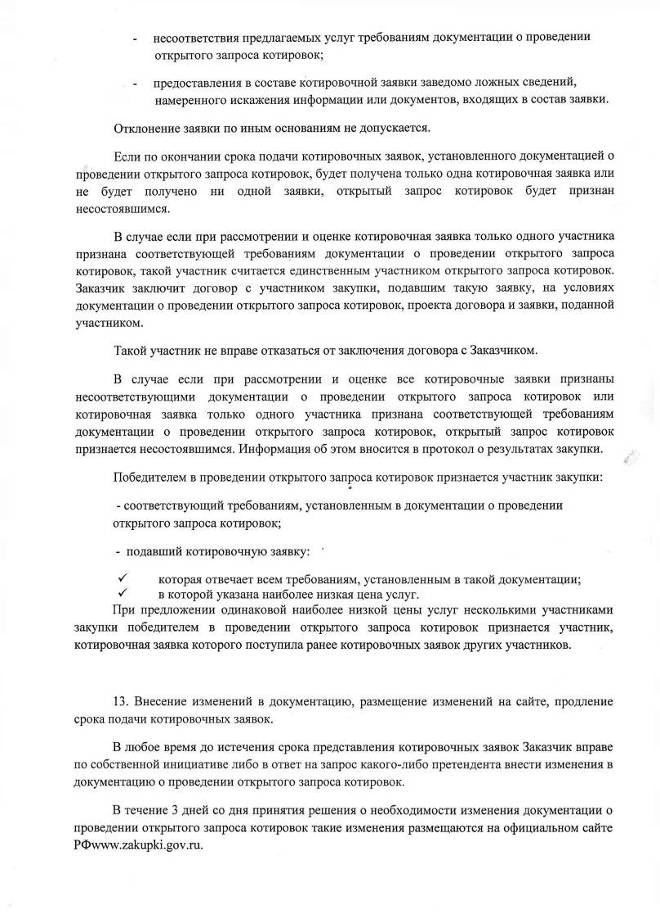 - несоответствия предлагаемых услуг требованиям документации о проведении
открытого запроса котировок;
- предоставления в составе котировочной заявки заведомо ложных сведений,
намеренного искажения информации или документов, входящих в состав заявки.
Отклонение заявки по иным основаниям не допускается.
Если по окончании срока подачи котировочных заявок, установленного документацией о
проведении открытого запроса котировок, будет получена только одна котировочная заявка или
не будет получено ни одной заявки, открытый запрос котировок будет признан
несостоявшимся.
В случае если при рассмотрении и оценке котировочная заявка только одного участника
признана соответствующей требованиям документации о проведении открытого запроса
котировок, такой участник считается единственным участником открытого запроса котировок.
Заказчик заключит договор с участником закупки, подавшим такую заявку, на условиях
документации о проведении открытого запроса котировок, проекта договора и заявки, поданной
участником.
Такой участник не вправе отказаться от заключения договора с Заказчиком.
В случае если при рассмотрении и оценке все котировочные заявки признаны
несоответствующими документации о проведении открытого запроса котировок или
котировочная заявка только одного участника признана соответствующей требованиям
документации о проведении открытого запроса котировок, открытый запрос котировок
признается несостоявшимся. Информация об этом вносится в протокол о результатах закупки.
Победителем в проведении открытого запроса котировок признается участник закупки:
- соответствующий требованиям, установленным в документации о проведении
открытого запроса котировок;
- подавший котировочную заявку:
✓ которая отвечает всем требованиям, установленным в такой документации;
✓ в которой указана наиболее низкая цена услуг.
При предложении одинаковой наиболее низкой цены услуг несколькими участниками
закупки победителем в проведении открытого запроса котировок признается участник,
котировочная заявка которого поступила ранее котировочных заявок других участников.
13. Внесение изменений в документацию, размещение изменений на сайте, продление
срока подачи котировочных заявок.
В любое время до истечения срока представления котировочных заявок Заказчик вправе
по собственной инициативе либо в ответ на запрос какого-либо претендента внести изменения в
документацию о проведении открытого запроса котировок.
В течение 3 дней со дня принятия решения о необходимости изменения документации о
проведении открытого запроса котировок такие изменения размещаются на официальном сайте
РФwww.zakupki.gov.ru.